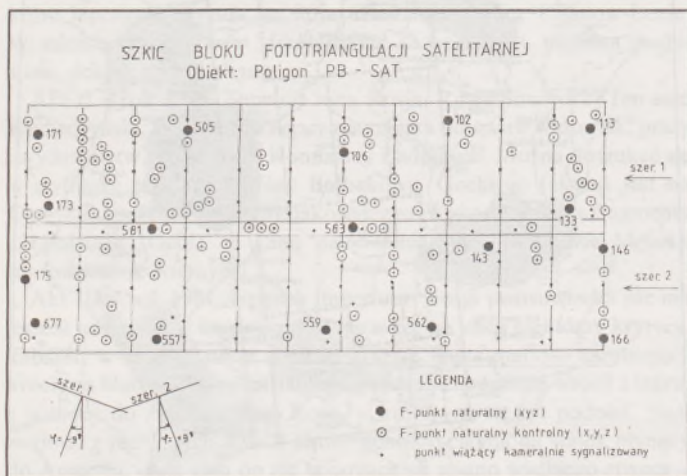 SZKIC BLOKU FOTOTRIANGULACJI SATELITARNEJ
Obiekt: Poligon PB - SAT
171
505
102
113
106
szer. 1
173
133
581
583
143
146
175
szer. 2
677
557
559
562
166
szer. 1
szer. 2
LEGENDA
F-punkt naturalny (xyz)
F-punkt naturalny kontrolny (x,y,z)
punkt wiążący kameralnie sygnalizowany